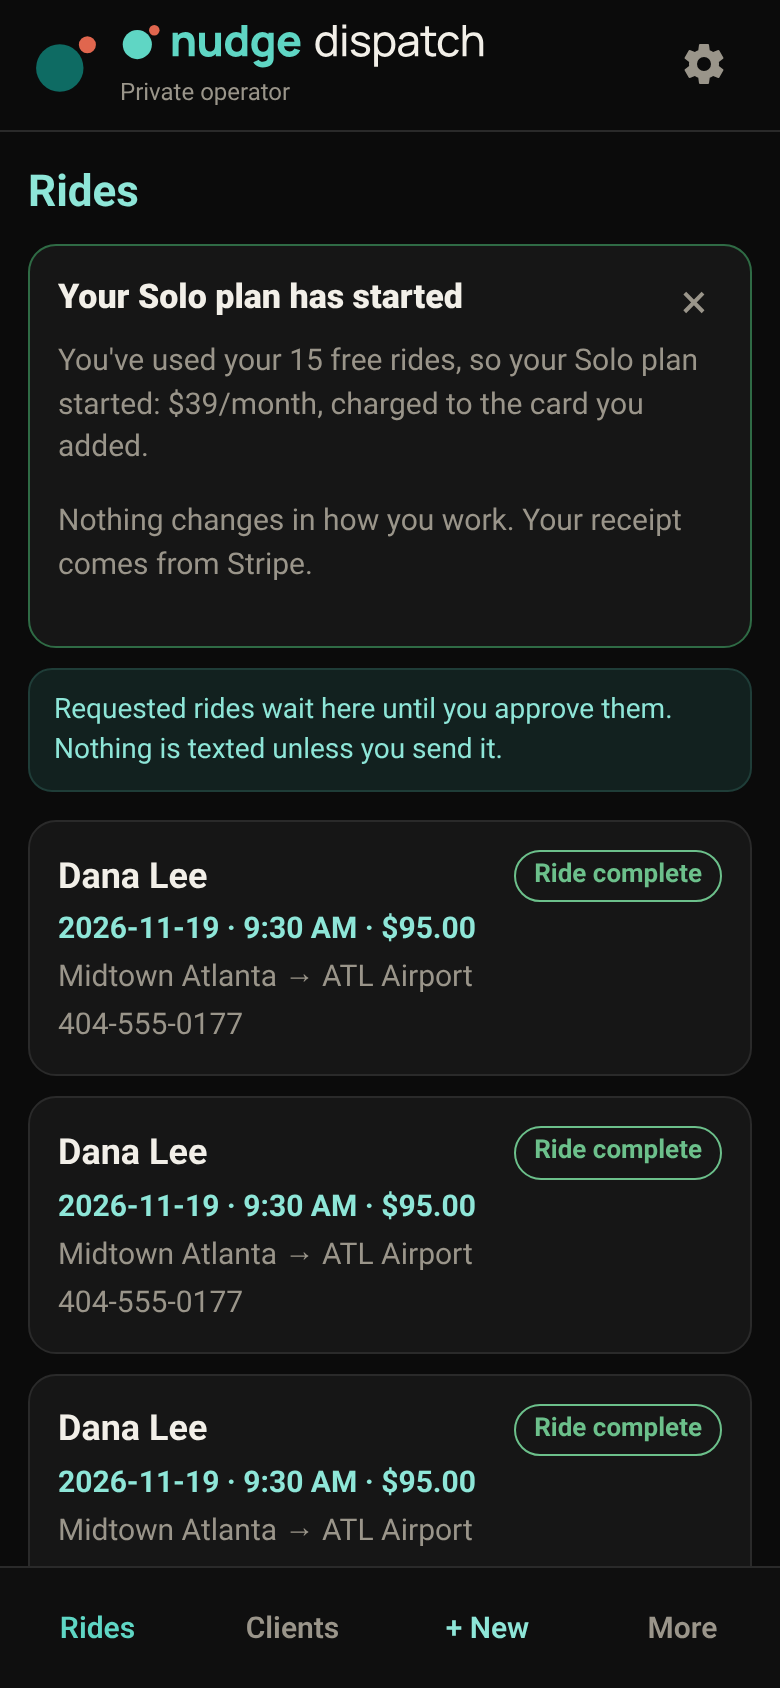 nudge dispatch
Private operator
Rides
Your Solo plan has started
×
You've used your 15 free rides, so your Solo plan
started: $39/month, charged to the card you
added.
Nothing changes in how you work. Your receipt
comes from Stripe.
Requested rides wait here until you approve them.
Nothing is texted unless you send it.
Dana Lee
Ride complete
2026-11-19 · 9:30 AM · $95.00
Midtown Atlanta → ATL Airport
404-555-0177
Dana Lee
Ride complete
2026-11-19 · 9:30 AM · $95.00
Midtown Atlanta → ATL Airport
404-555-0177
Dana Lee
Ride complete
2026-11-19 · 9:30 AM · $95.00
Midtown Atlanta → ATL Airport
Rides
Clients
+ New
More